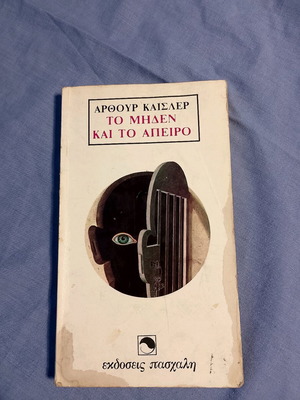 ΑΡΘΟΥΡ ΚΑΙΣΛΕΡ
ΤΟ ΜΗΔΕΝ
ΚΑΙ ΤΟ ΑΠΕΙΡΟ
εκδοσεις πασχαλη